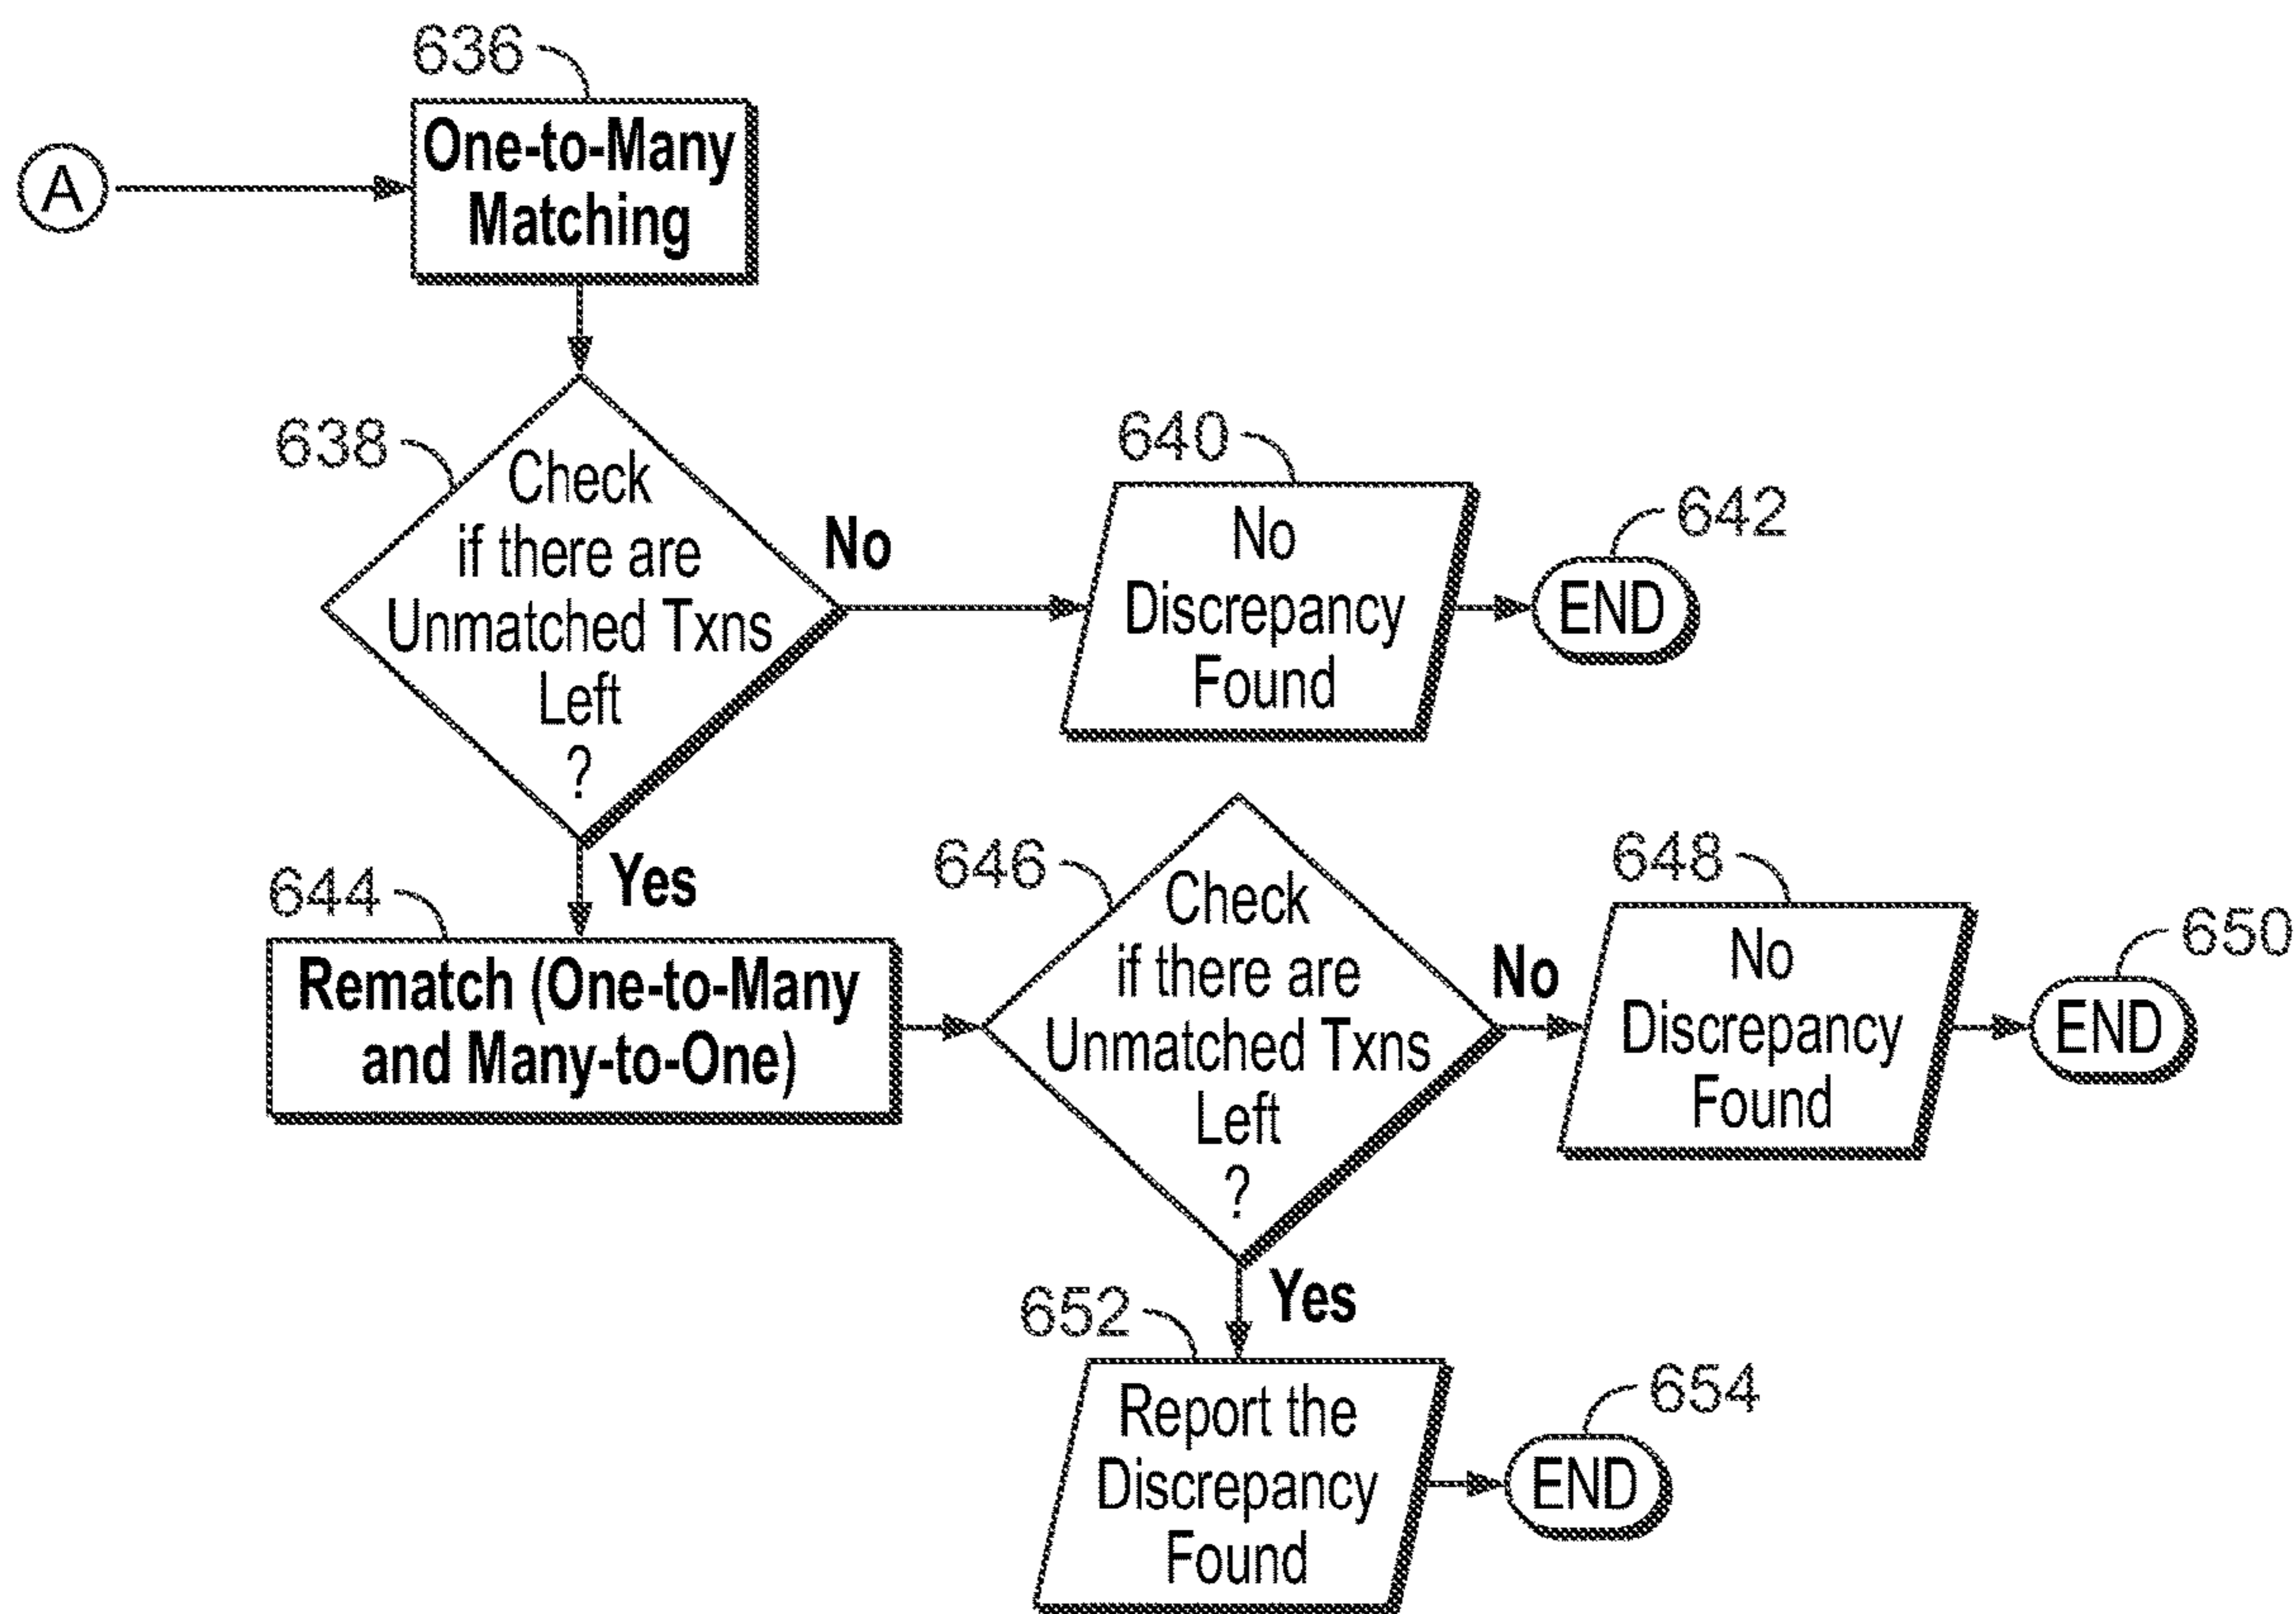 636
A
One-to-Many
Matching
638
Check
if there are
Unmatched Txns
Left
?
No
640
No
Discrepancy
Found
642
END
Yes
644
Rematch (One-to-Many
and Many-to-One)
646
Check
if there are
Unmatched Txns
Left
?
No
648
No
Discrepancy
Found
650
END
Yes
652
Report the
Discrepancy
Found
654
END